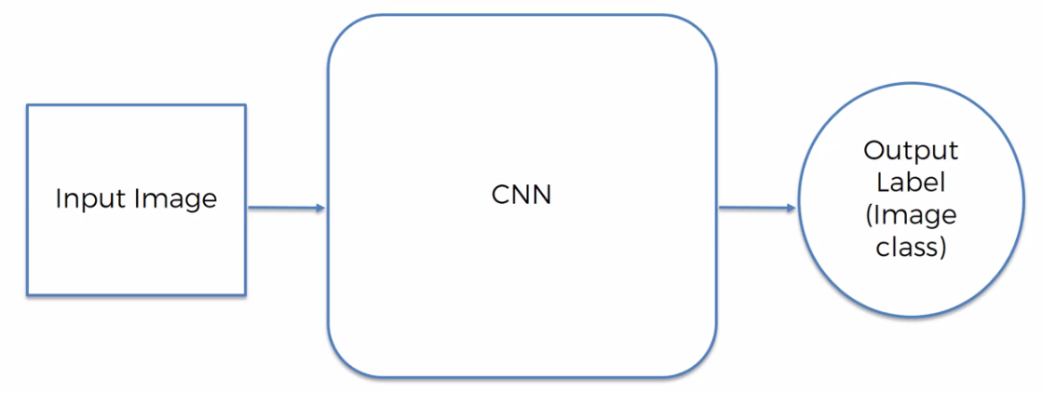 Input Image
CNN
Output
Label
(Image
class)